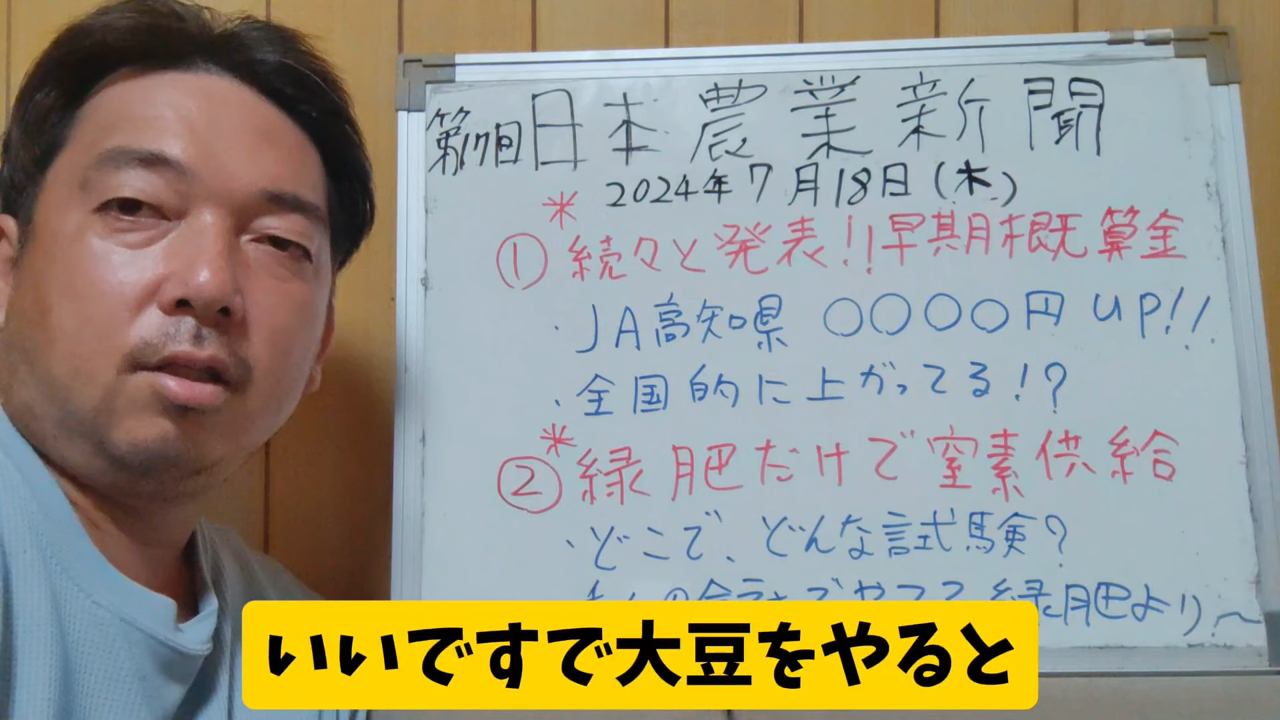 第17回 日本農業新聞
2024年7月18日(木)
* ① 続々と発表!!早期概算金
・JA高知県 ○○○○円UP!!
・全国的に上がってる!?
* ② 緑肥だけで窒素供給
・どこで、どんな試験?
緑肥より、〜
いいですで大豆をやると